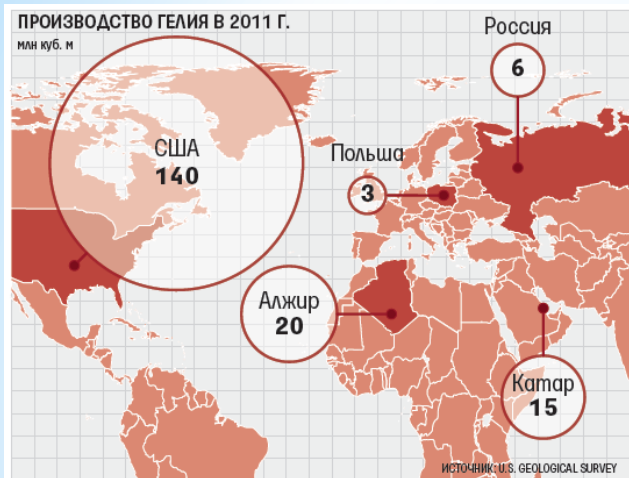 ПРОИЗВОДСТВО ГЕЛИЯ В 2011 Г.
МЛН КУБ. М
Россия
6
США
140
Польша
3
Алжир
20
Катар
15
ИСТОЧНИК: U.S. GEOLOGICAL SURVEY